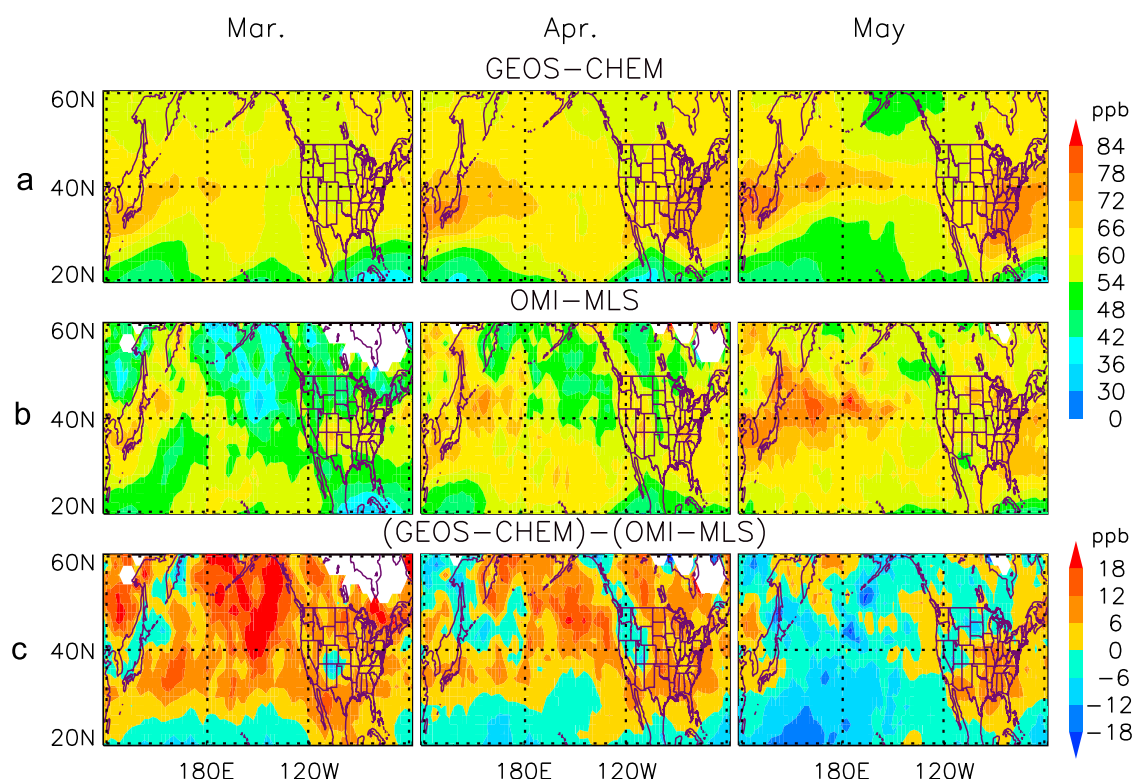 Mar. Apr. May
GEOS-CHEM
a
60N
40N
20N
ppb
84
78
72
66
60
54
48
42
36
30
0
OMI-MLS
b
60N
40N
20N
(GEOS-CHEM)-(OMI-MLS)
c
60N
40N
20N
ppb
18
12
6
0
-6
-12
-18
180E 120W 180E 120W 180E 120W